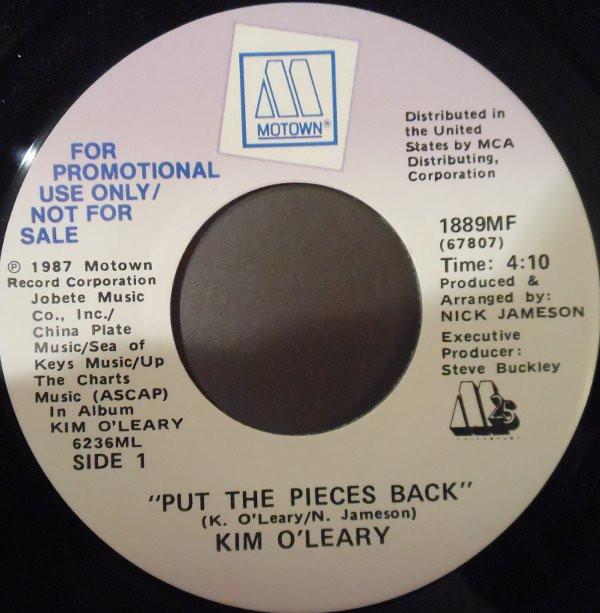 MOTOWN®
FOR
PROMOTIONAL
USE ONLY/
NOT FOR
SALE
℗ 1987 Motown
Record Corporation
Jobete Music
Co., Inc./
China Plate
Music/Sea of
Keys Music/Up
The Charts
Music (ASCAP)
In Album
KIM O'LEARY
6236ML
SIDE 1
Distributed in
the United
States by MCA
Distributing,
Corporation
1889MF
(67807)
Time: 4:10
Produced &
Arranged by:
NICK JAMESON
Executive
Producer:
Steve Buckley
25
"PUT THE PIECES BACK"
(K. O'Leary/N. Jameson)
KIM O'LEARY